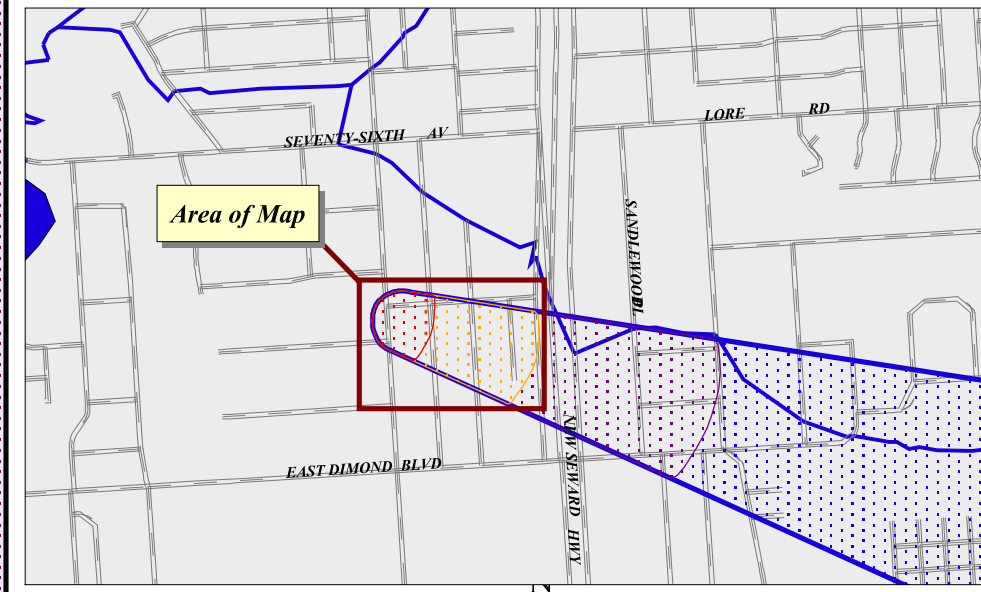 LORE RD
SEVENTY-SIXTH AV
Area of Map
SANDLEWOOD PL
EAST DIMOND BLVD
NEW SEWARD HWY
N